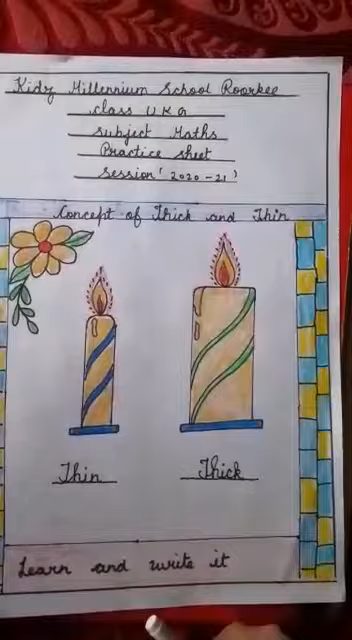 Kidz Millennium School Roorkee
class U K G
subject Maths
Practice sheet
session (2020-21)
Concept of Thick and Thin
Thin
Thick
Learn and write it